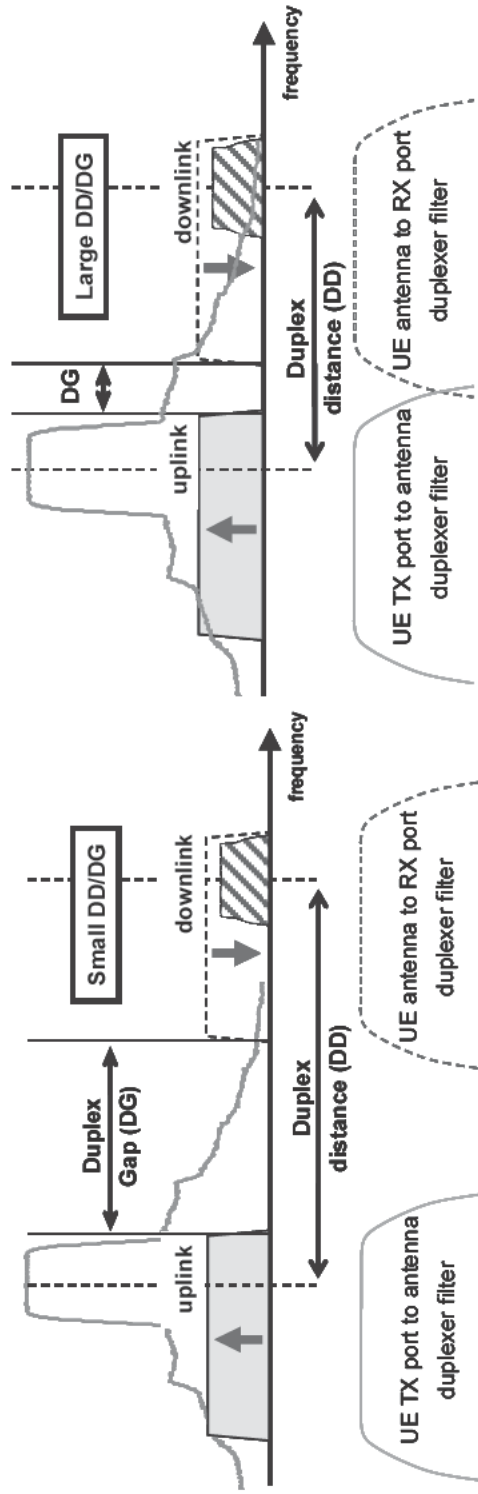 Small DD/DG
Duplex
Gap (DG)
uplink
downlink
frequency
Duplex
distance (DD)
UE TX port to antenna
duplexer filter
UE antenna to RX port
duplexer filter
Large DD/DG
DG
uplink
downlink
frequency
Duplex
distance (DD)
UE TX port to antenna
duplexer filter
UE antenna to RX port
duplexer filter